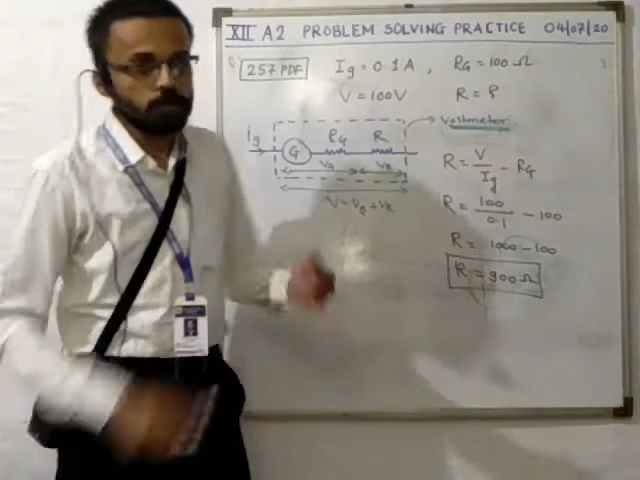 XII A2 PROBLEM SOLVING PRACTICE 04/07/20
257 PDF Ig = 0.1 A , RG = 100 Ω
V = 100V R = ?
Voltmeter
Ig RG R
G
VG VR
V = VG + VR
R = V / Ig - RG
R = 100 / 0.1 - 100
R = 1000 - 100
R = 900 Ω